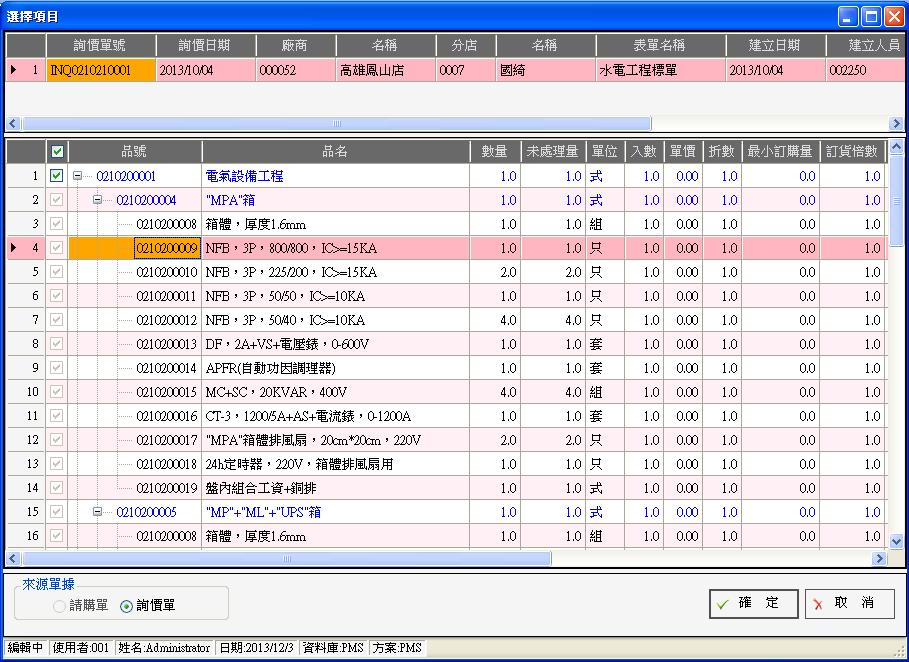 選擇項目
詢價單號 詢價日期 廠商 名稱 分店 名稱 表單名稱 建立日期 建立人員
1 INQ0210210001 2013/10/04 000052 高雄鳳山店 0007 國綺 水電工程標單 2013/10/04 002250
品號 品名 數量 未處理量 單位 入數 單價 折數 最小訂購量 訂貨倍數
1 0210200001 電氣設備工程 1.0 1.0 式 1.0 0.00 1.0 0.0 1.0
2 0210200004 "MPA"箱 1.0 1.0 式 1.0 0.00 1.0 0.0 1.0
3 0210200008 箱體，厚度1.6mm 1.0 1.0 組 1.0 0.00 1.0 0.0 1.0
4 0210200009 NFB，3P，800/800，IC>=15KA 1.0 1.0 只 1.0 0.00 1.0 0.0 1.0
5 0210200010 NFB，3P，225/200，IC>=15KA 2.0 2.0 只 1.0 0.00 1.0 0.0 1.0
6 0210200011 NFB，3P，50/50，IC>=10KA 1.0 1.0 只 1.0 0.00 1.0 0.0 1.0
7 0210200012 NFB，3P，50/40，IC>=10KA 4.0 4.0 只 1.0 0.00 1.0 0.0 1.0
8 0210200013 DF，2A+VS+電壓錶，0-600V 1.0 1.0 套 1.0 0.00 1.0 0.0 1.0
9 0210200014 APFR(自動功因調理器) 1.0 1.0 套 1.0 0.00 1.0 0.0 1.0
10 0210200015 MC+SC，20KVAR，400V 4.0 4.0 組 1.0 0.00 1.0 0.0 1.0
11 0210200016 CT-3，1200/5A+AS+電流錶，0-1200A 1.0 1.0 套 1.0 0.00 1.0 0.0 1.0
12 0210200017 "MPA"箱體排風扇，20cm*20cm，220V 2.0 2.0 只 1.0 0.00 1.0 0.0 1.0
13 0210200018 24h定時器，220V，箱體排風扇用 1.0 1.0 只 1.0 0.00 1.0 0.0 1.0
14 0210200019 盤內組合工資+銅排 1.0 1.0 式 1.0 0.00 1.0 0.0 1.0
15 0210200005 "MP"+"ML"+"UPS"箱 1.0 1.0 式 1.0 0.00 1.0 0.0 1.0
16 0210200008 箱體，厚度1.6mm 1.0 1.0 組 1.0 0.00 1.0 0.0 1.0
來源單據
請購單 詢價單
確 定 取 消
編輯中 使用者:001 姓名:Administrator 日期:2013/12/3 資料庫:PMS 方案:PMS